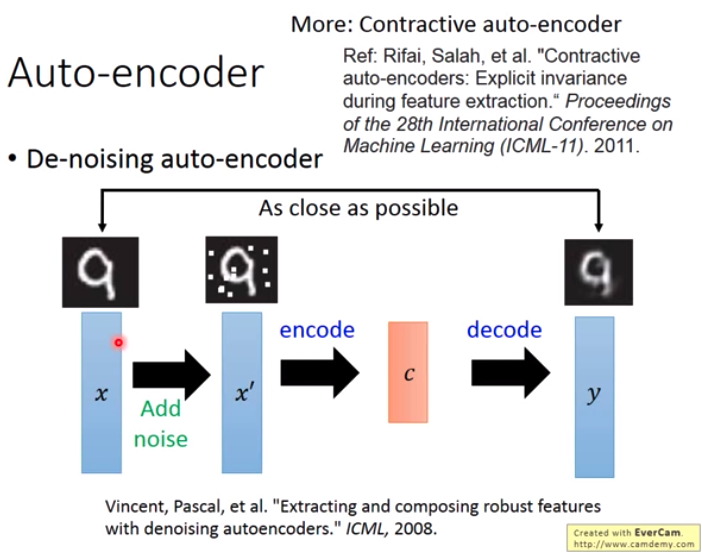 More: Contractive auto-encoder
Auto-encoder
Ref: Rifai, Salah, et al. "Contractive
auto-encoders: Explicit invariance
during feature extraction.“ Proceedings
of the 28th International Conference on
Machine Learning (ICML-11). 2011.
• De-noising auto-encoder
As close as possible
encode
decode
x
x′
c
y
Add
noise
Vincent, Pascal, et al. "Extracting and composing robust features
with denoising autoencoders." ICML, 2008.
Created with EverCam.
http://www.camdemy.com
9
9
9